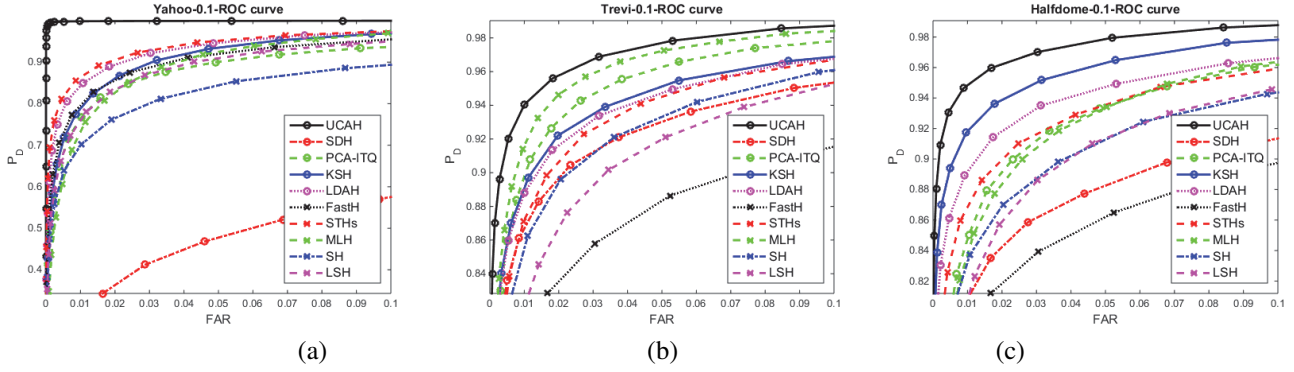 Yahoo-0.1-ROC curve
P_D
0.9
0.8
0.7
0.6
0.5
0.4
UCAH
SDH
PCA-ITQ
KSH
LDAH
FastH
STHs
MLH
SH
LSH
0 0.01 0.02 0.03 0.04 0.05 0.06 0.07 0.08 0.09 0.1
FAR
(a)
Trevi-0.1-ROC curve
P_D
0.98
0.96
0.94
0.92
0.9
0.88
0.86
0.84
UCAH
SDH
PCA-ITQ
KSH
LDAH
FastH
STHs
MLH
SH
LSH
0 0.01 0.02 0.03 0.04 0.05 0.06 0.07 0.08 0.09 0.1
FAR
(b)
Halfdome-0.1-ROC curve
P_D
0.98
0.96
0.94
0.92
0.9
0.88
0.86
0.84
0.82
UCAH
SDH
PCA-ITQ
KSH
LDAH
FastH
STHs
MLH
SH
LSH
0 0.01 0.02 0.03 0.04 0.05 0.06 0.07 0.08 0.09 0.1
FAR
(c)